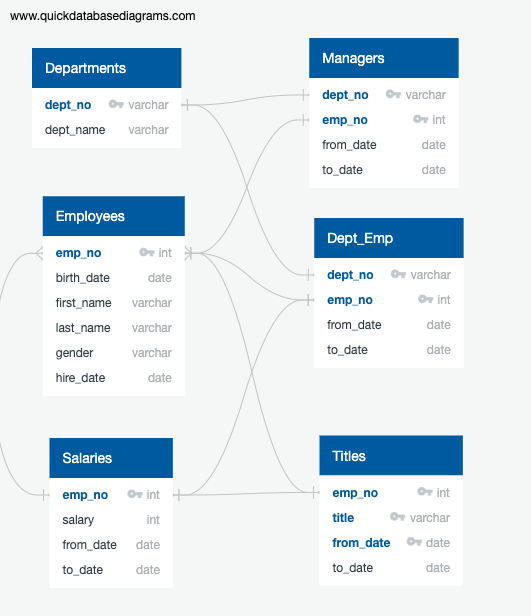 www.quickdatabasediagrams.com
Departments
dept_no varchar
dept_name varchar
Managers
dept_no varchar
emp_no int
from_date date
to_date date
Employees
emp_no int
birth_date date
first_name varchar
last_name varchar
gender varchar
hire_date date
Dept_Emp
dept_no varchar
emp_no int
from_date date
to_date date
Salaries
emp_no int
salary int
from_date date
to_date date
Titles
emp_no int
title varchar
from_date date
to_date date